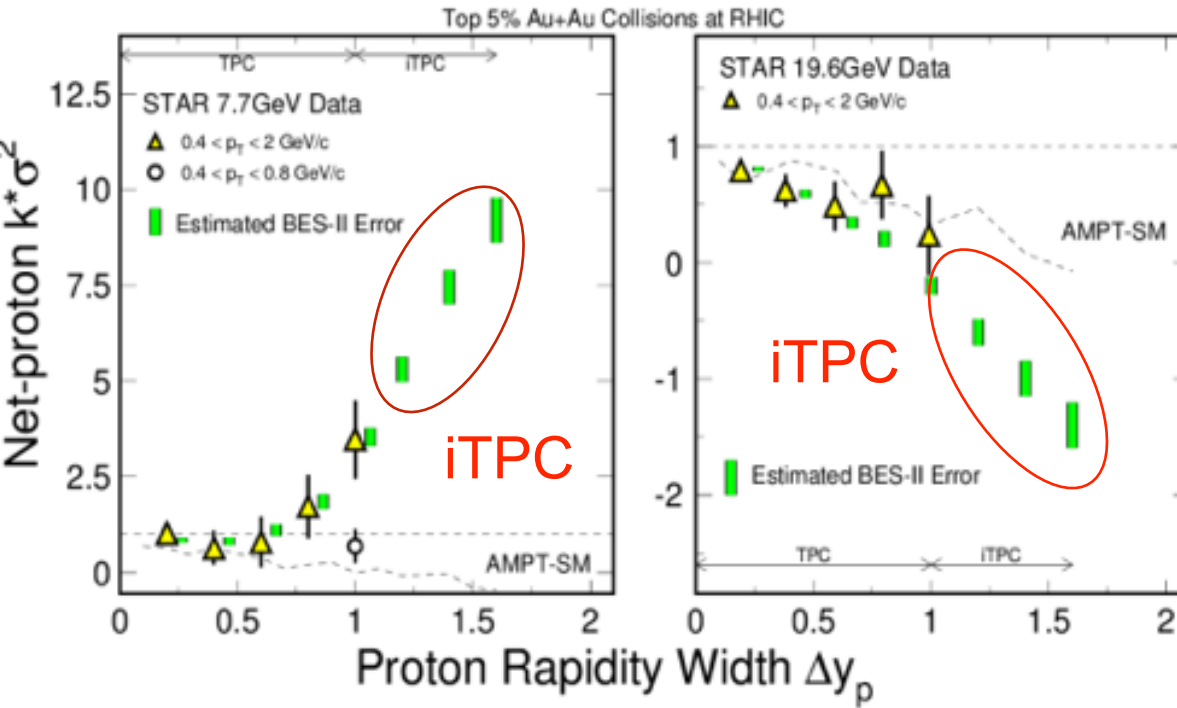 Top 5% Au+Au Collisions at RHIC
Net-proton k*σ²
TPC
iTPC
STAR 7.7GeV Data
0.4 < p_T < 2 GeV/c
0.4 < p_T < 0.8 GeV/c
Estimated BES-II Error
iTPC
AMPT-SM
12.5
10
7.5
5
2.5
0
0 0.5 1 1.5 2
STAR 19.6GeV Data
0.4 < p_T < 2 GeV/c
AMPT-SM
iTPC
Estimated BES-II Error
TPC
iTPC
1
0
-1
-2
0 0.5 1 1.5 2
Proton Rapidity Width Δy_p